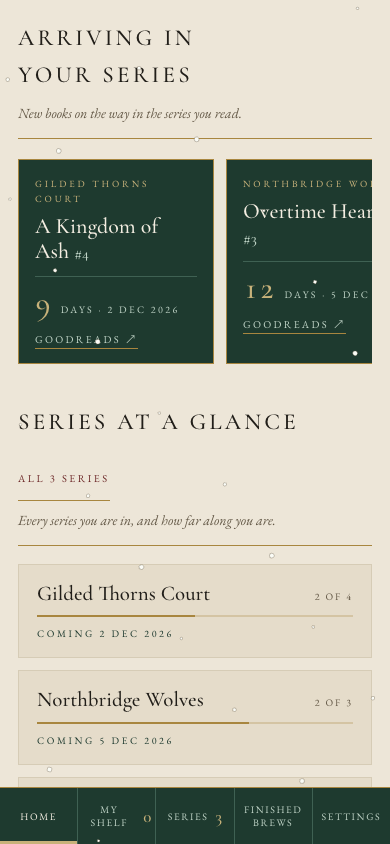 ARRIVING IN
YOUR SERIES
New books on the way in the series you read.
GILDED THORNS
COURT
A Kingdom of
Ash #4
9 DAYS · 2 DEC 2026
GOODREADS ↗
NORTHBRIDGE
Overtime
#3
12 DAYS · 5 DEC
GOODREADS ↗
SERIES AT A GLANCE
ALL 3 SERIES
Every series you are in, and how far along you are.
Gilded Thorns Court
2 OF 4
COMING 2 DEC 2026
Northbridge Wolves
2 OF 3
COMING 5 DEC 2026
HOME
MY
SHELF 0
SERIES 3
FINISHED
BREWS
SETTINGS